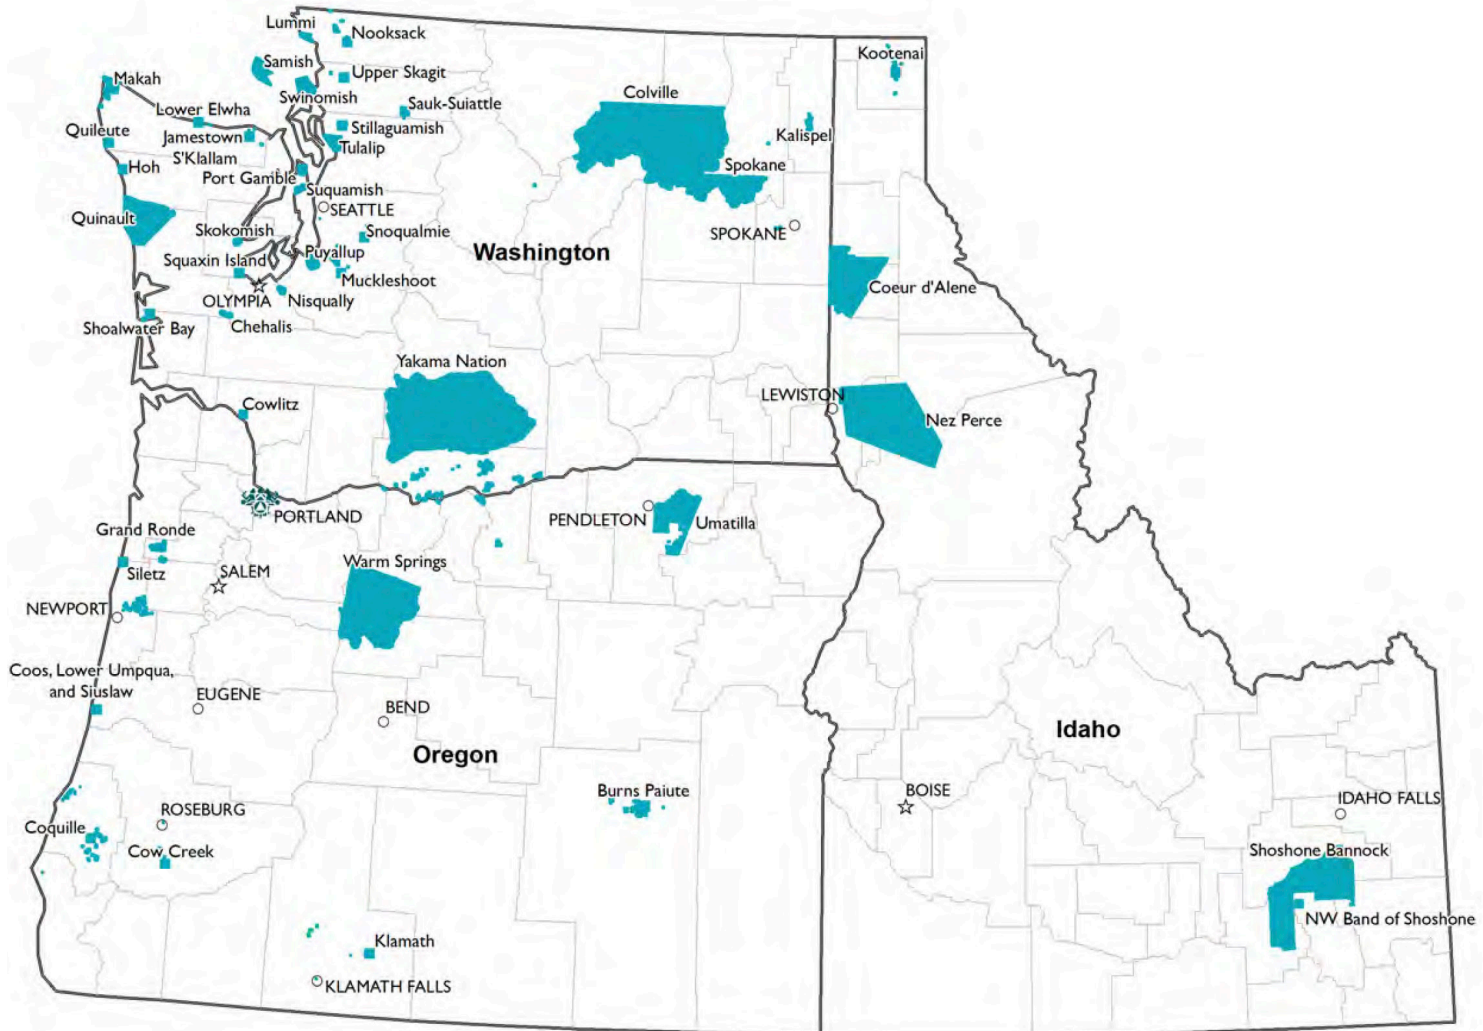 Lummi
Nooksack
Kootenai
Samish
Upper Skagit
Makah
Colville
Swinomish
Lower Elwha
Sauk-Suiattle
Quileute
Stillaguamish
Jamestown
S'Klallam
Kalispel
Tulalip
Hoh
Spokane
Port Gamble
Suquamish
SEATTLE
Quinault
Skokomish
Snoqualmie
SPOKANE
Washington
Puyallup
Squaxin Island
Muckleshoot
Coeur d'Alene
OLYMPIA
Nisqually
Shoalwater Bay
Chehalis
Yakama Nation
LEWISTON
Cowlitz
Nez Perce
PORTLAND
PENDLETON
Umatilla
Grand Ronde
Warm Springs
Siletz
SALEM
NEWPORT
Coos, Lower Umpqua,
and Siuslaw
EUGENE
BEND
Oregon
Idaho
Burns Paiute
BOISE
IDAHO FALLS
ROSEBURG
Coquille
Cow Creek
Shoshone Bannock
NW Band of Shoshone
Klamath
KLAMATH FALLS